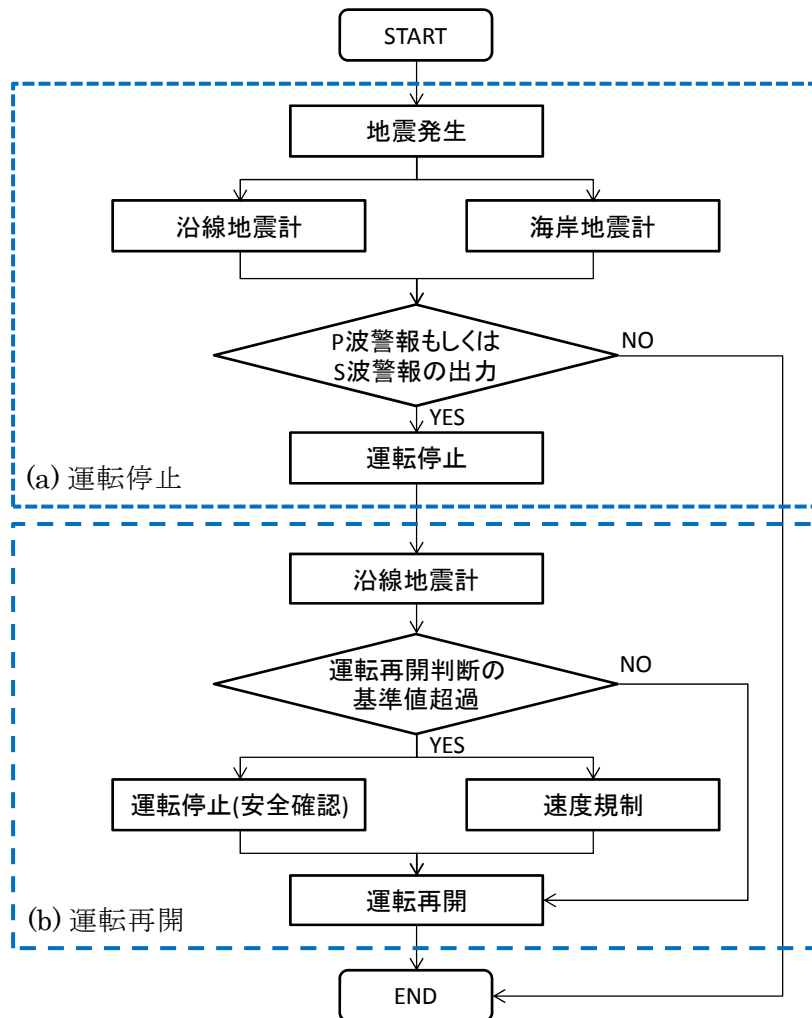 START
地震発生
沿線地震計
海岸地震計
P波警報もしくは
S波警報の出力
NO
YES
運転停止
(a) 運転停止
沿線地震計
運転再開判断の
基準値超過
NO
YES
運転停止(安全確認)
速度規制
運転再開
(b) 運転再開
END